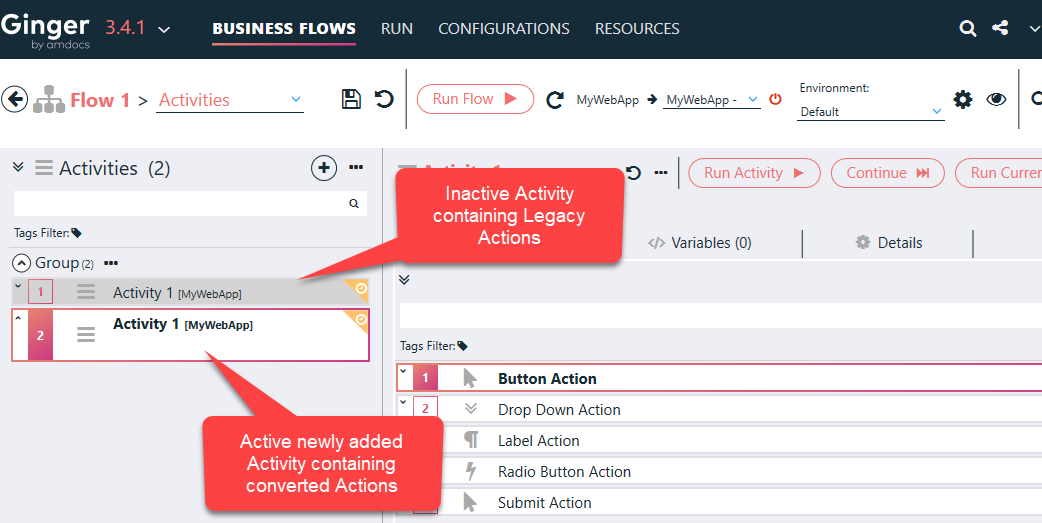 Ginger 3.4.1 BUSINESS FLOWS RUN CONFIGURATIONS RESOURCES
by amdocs
Flow 1 > Activities Run Flow MyWebApp MyWebApp - Environment:
Default
Activities (2)
Run Activity Continue Run Curre
Inactive Activity
containing Legacy
Actions
Variables (0) Details
Tags Filter:
Group (2)
1 Activity 1 [MyWebApp]
2 Activity 1 [MyWebApp]
Active newly added
Activity containing
converted Actions
Tags Filter:
1 Button Action
2 Drop Down Action
Label Action
Radio Button Action
Submit Action